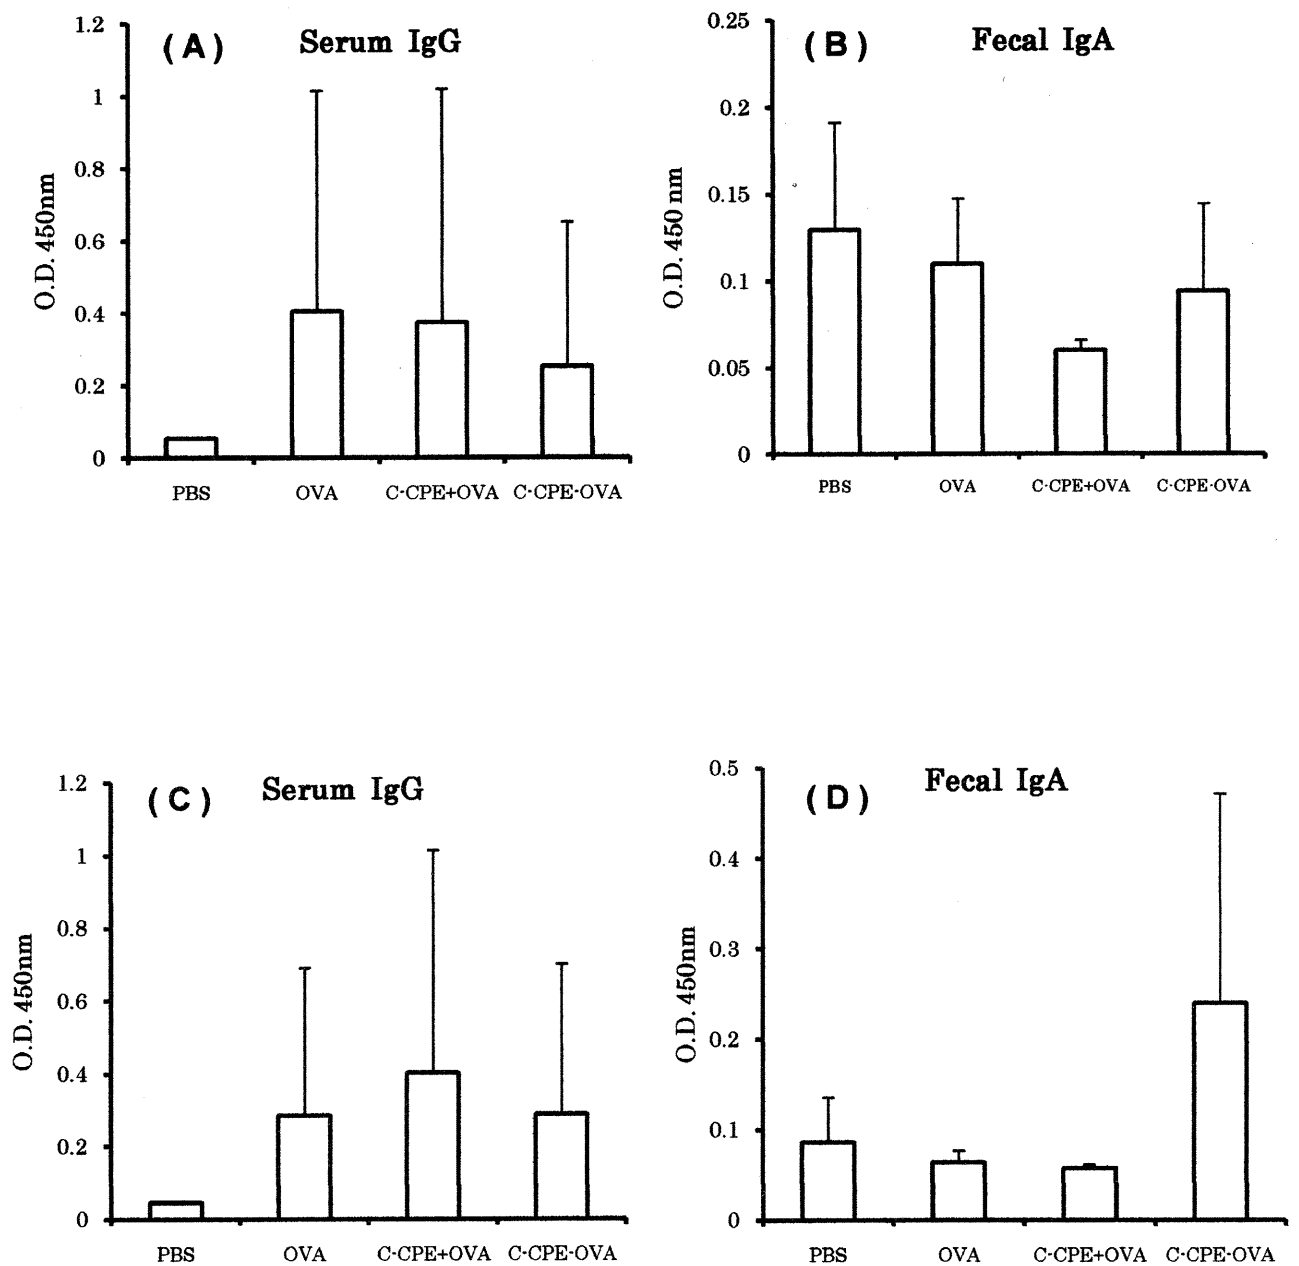 (A) Serum IgG
1.2
1
0.8
0.6
0.4
0.2
0
O.D. 450nm
PBS OVA C-CPE+OVA C-CPE-OVA
(B) Fecal IgA
0.25
0.2
0.15
0.1
0.05
0
O.D. 450 nm
PBS OVA C-CPE+OVA C-CPE-OVA
(C) Serum IgG
1.2
1
0.8
0.6
0.4
0.2
0
O.D. 450nm
PBS OVA C-CPE+OVA C-CPE-OVA
(D) Fecal IgA
0.5
0.4
0.3
0.2
0.1
0
O.D. 450nm
PBS OVA C-CPE+OVA C-CPE-OVA